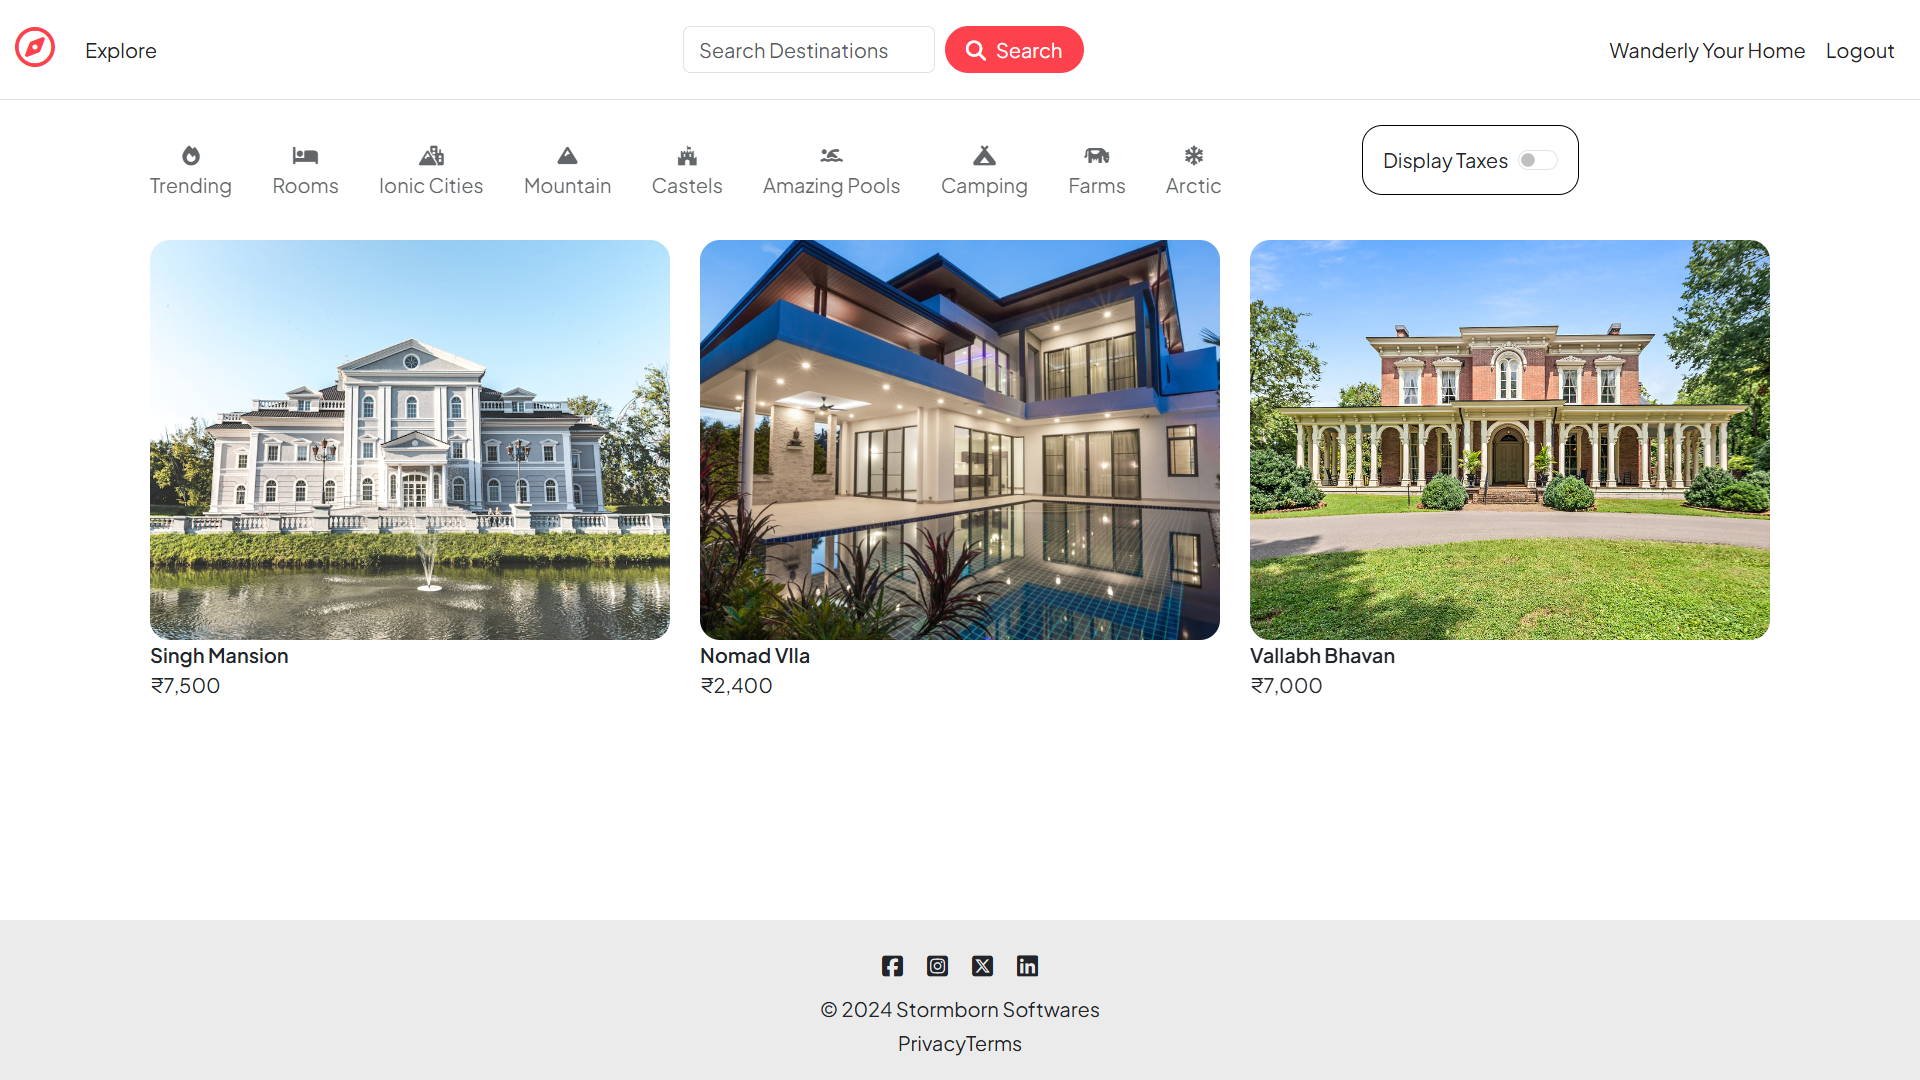 Explore
Search Destinations
Search
Wanderly Your Home
Logout
Trending
Rooms
Ionic Cities
Mountain
Castels
Amazing Pools
Camping
Farms
Arctic
Display Taxes
Singh Mansion
₹7,500
Nomad VIla
₹2,400
Vallabh Bhavan
₹7,000
© 2024 Stormborn Softwares
PrivacyTerms